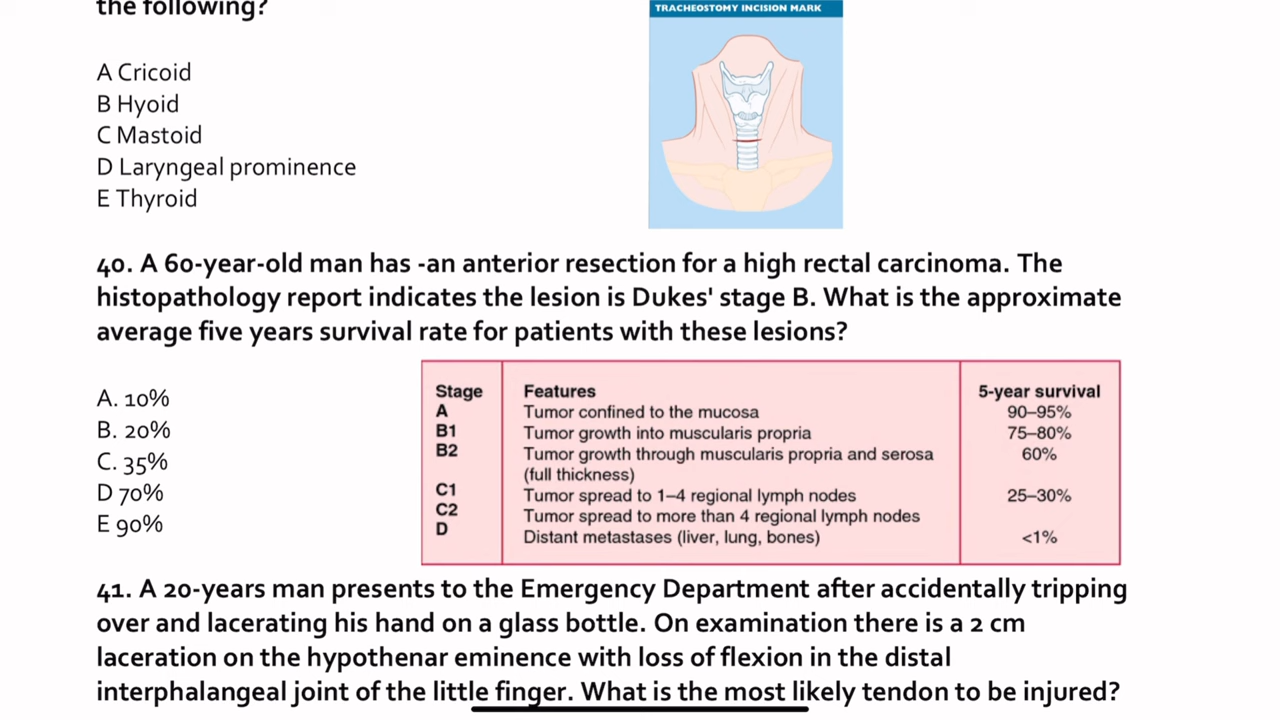 the following?
TRACHEOSTOMY INCISION MARK
A Cricoid
B Hyoid
C Mastoid
D Laryngeal prominence
E Thyroid
40. A 60-year-old man has -an anterior resection for a high rectal carcinoma. The
histopathology report indicates the lesion is Dukes' stage B. What is the approximate
average five years survival rate for patients with these lesions?
A. 10%
B. 20%
C. 35%
D 70%
E 90%
Stage Features 5-year survival
A Tumor confined to the mucosa 90–95%
B1 Tumor growth into muscularis propria 75–80%
B2 Tumor growth through muscularis propria and serosa 60%
(full thickness)
C1 Tumor spread to 1–4 regional lymph nodes 25–30%
C2 Tumor spread to more than 4 regional lymph nodes
D Distant metastases (liver, lung, bones) <1%
41. A 20-years man presents to the Emergency Department after accidentally tripping
over and lacerating his hand on a glass bottle. On examination there is a 2 cm
laceration on the hypothenar eminence with loss of flexion in the distal
interphalangeal joint of the little finger. What is the most likely tendon to be injured?